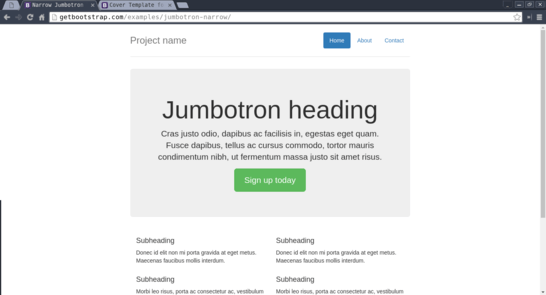 Narrow Jumbotron
Cover Template
getbootstrap.com/examples/jumbotron-narrow/
Project name
Home
About
Contact
Jumbotron heading
Cras justo odio, dapibus ac facilisis in, egestas eget quam.
Fusce dapibus, tellus ac cursus commodo, tortor mauris
condimentum nibh, ut fermentum massa justo sit amet risus.
Sign up today
Subheading
Donec id elit non mi porta gravida at eget metus.
Maecenas faucibus mollis interdum.
Subheading
Donec id elit non mi porta gravida at eget metus.
Maecenas faucibus mollis interdum.
Subheading
Morbi leo risus, porta ac consectetur ac, vestibulum
Subheading
Morbi leo risus, porta ac consectetur ac, vestibulum